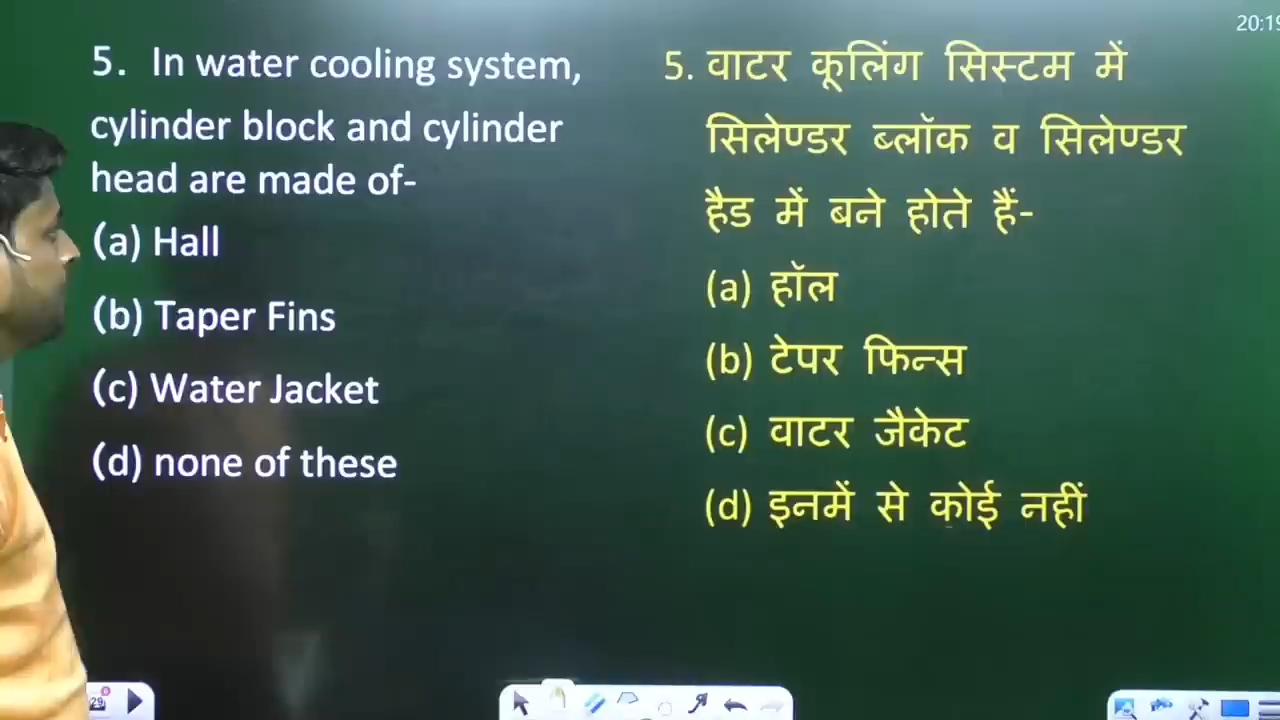 20:19
5. In water cooling system,
cylinder block and cylinder
head are made of-
(a) Hall
(b) Taper Fins
(c) Water Jacket
(d) none of these
5. वाटर कूलिंग सिस्टम में
सिलेण्डर ब्लॉक व सिलेण्डर
हैड में बने होते हैं-
(a) हॉल
(b) टेपर फिन्स
(c) वाटर जैकेट
(d) इनमें से कोई नहीं
29